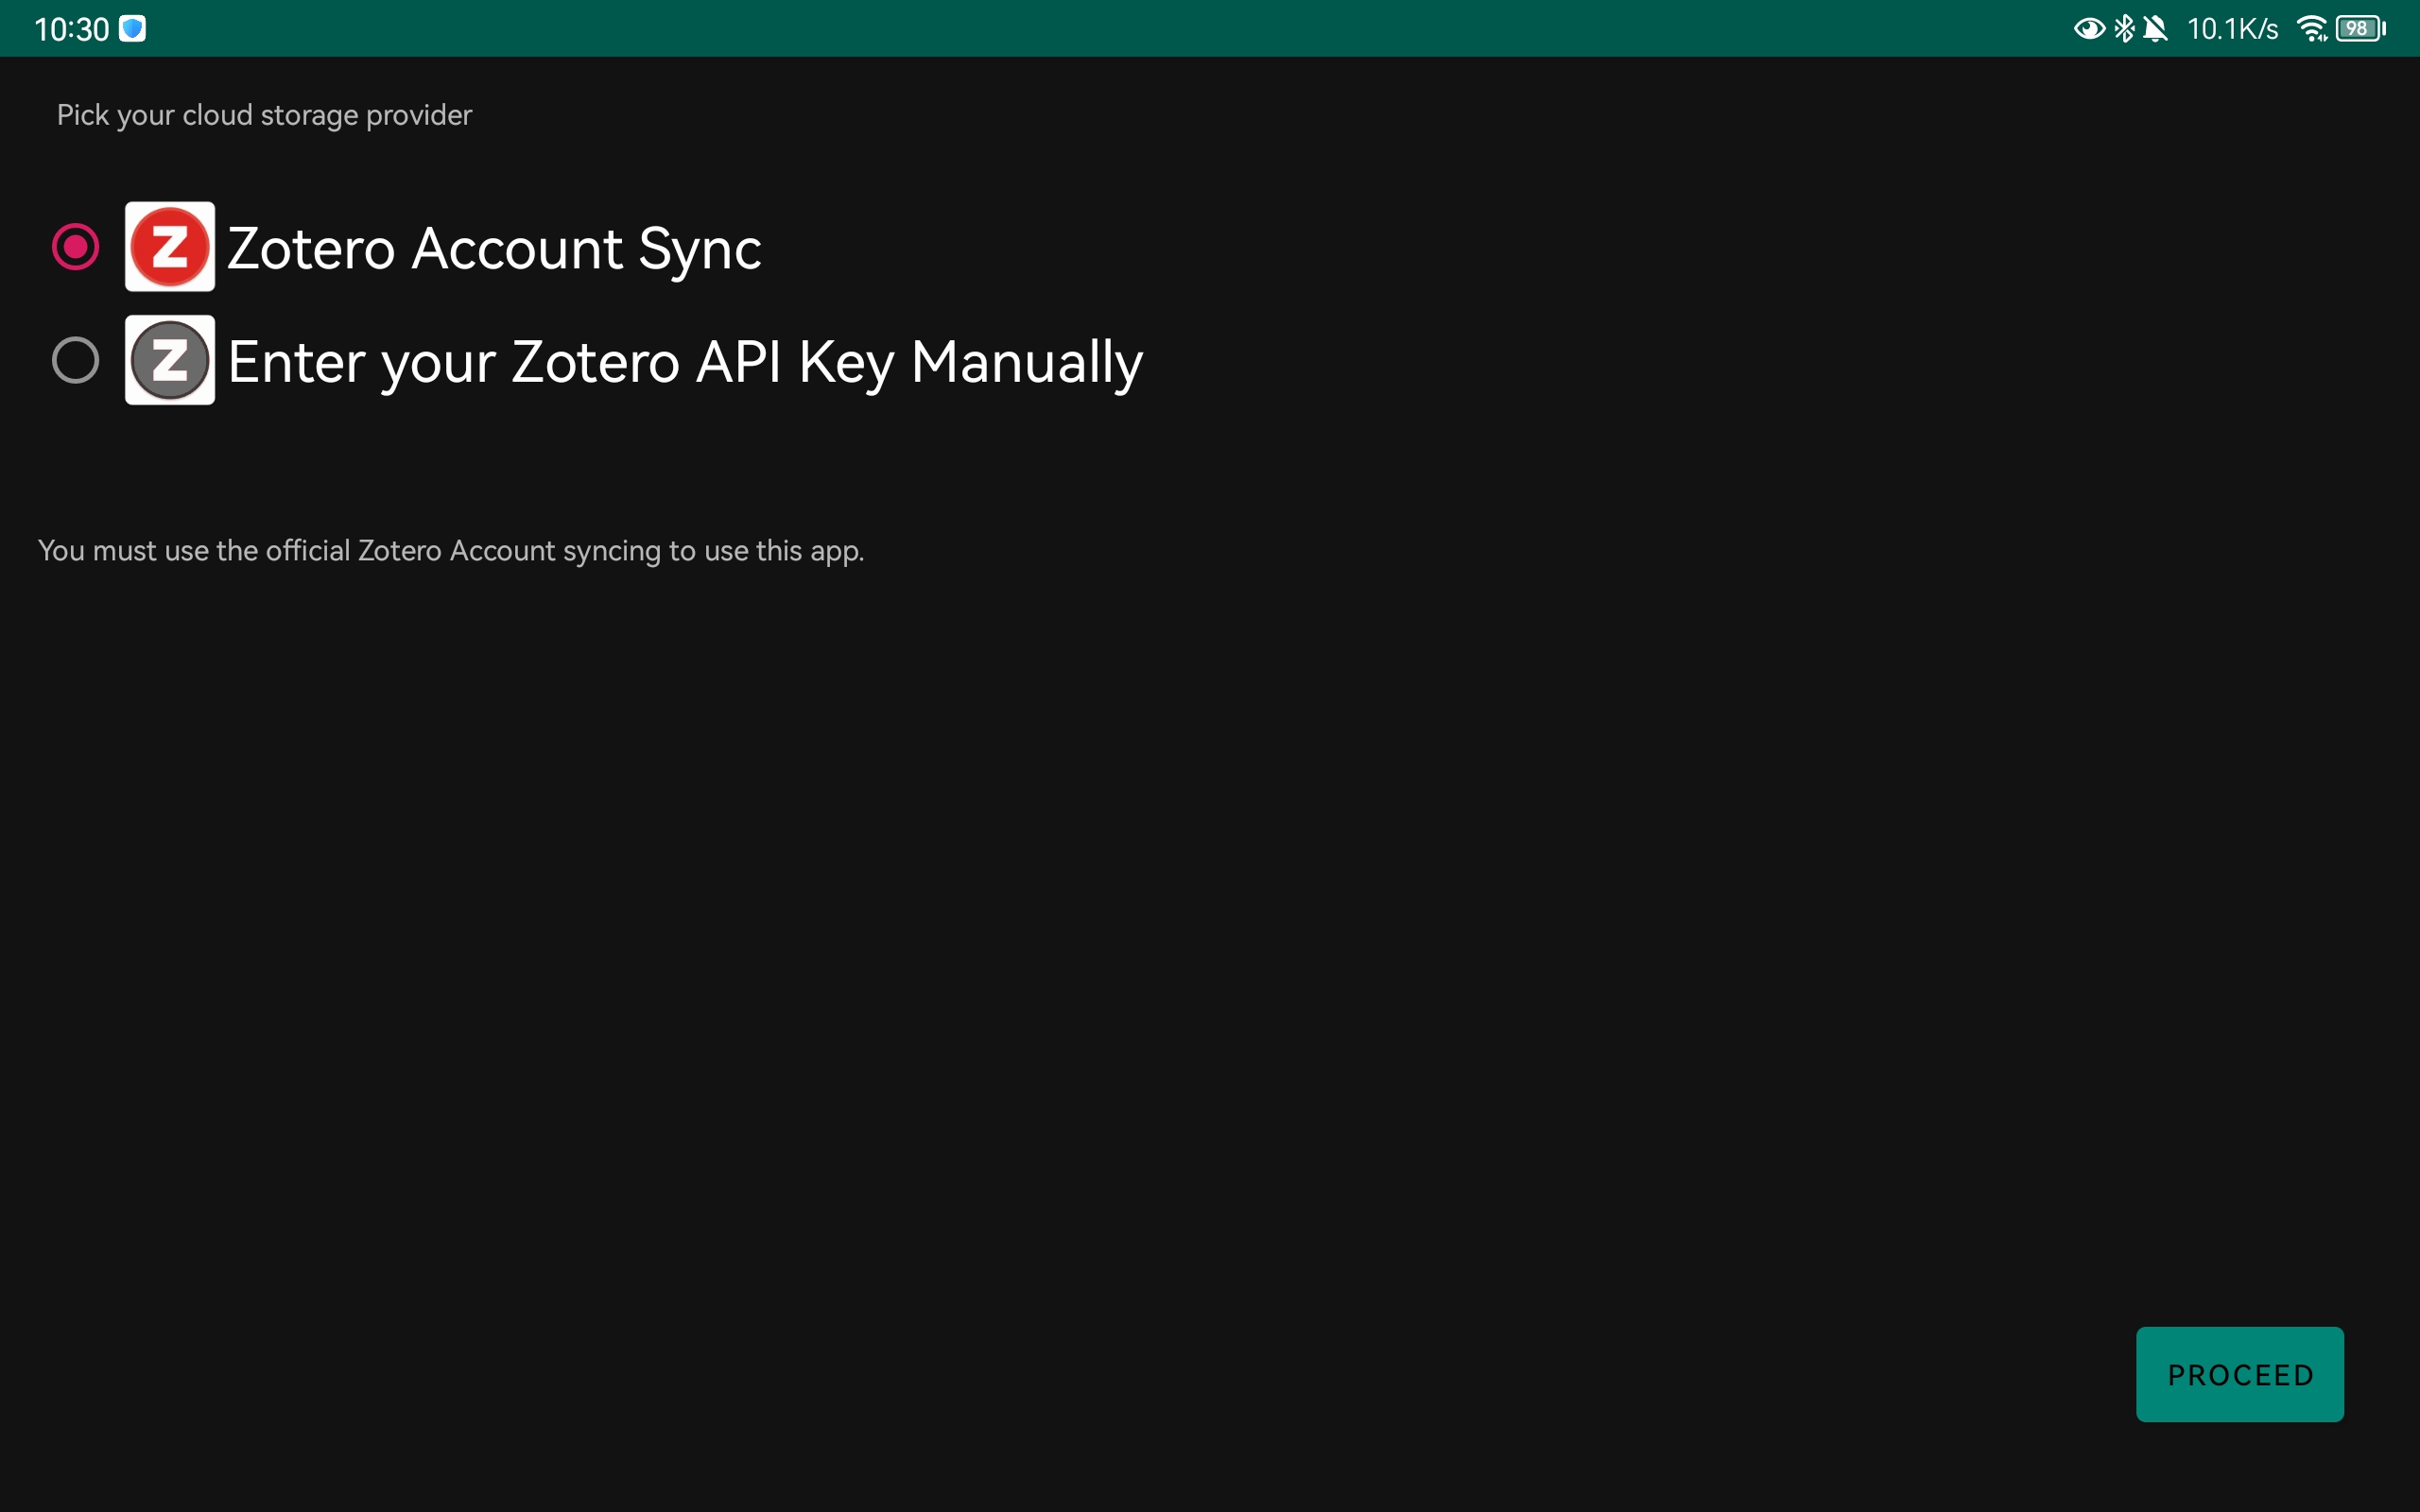 10:30 10.1K/s 98
Pick your cloud storage provider
Z Zotero Account Sync
Z Enter your Zotero API Key Manually
You must use the official Zotero Account syncing to use this app.
PROCEED